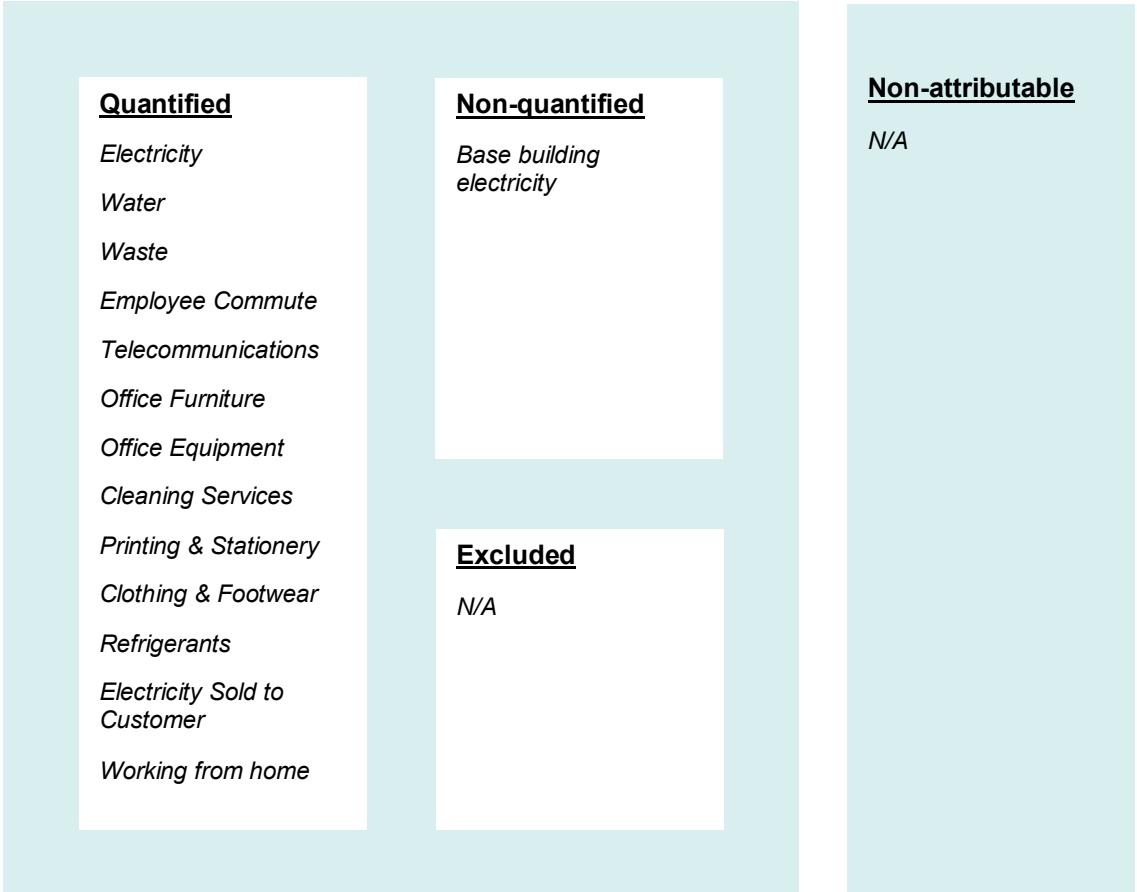 Quantified
Electricity
Water
Waste
Employee Commute
Telecommunications
Office Furniture
Office Equipment
Cleaning Services
Printing & Stationery
Clothing & Footwear
Refrigerants
Electricity Sold to
Customer
Working from home
Non-quantified
Base building
electricity
Excluded
N/A
Non-attributable
N/A